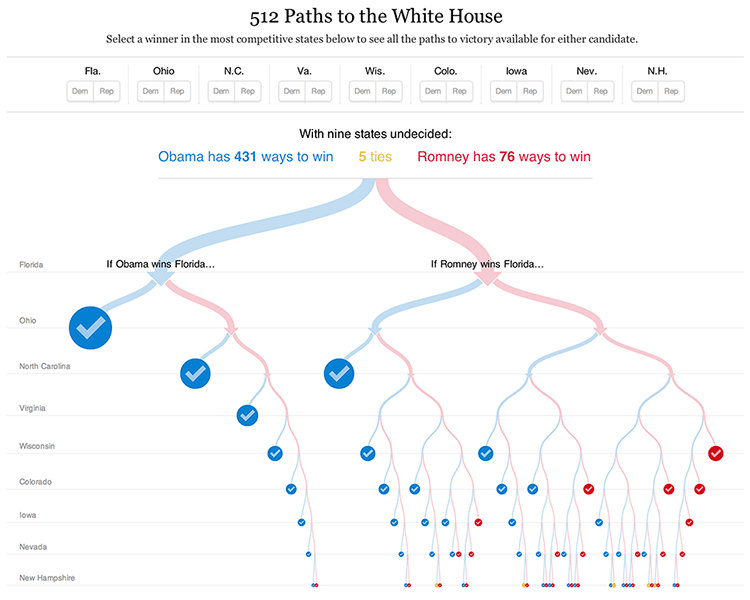 512 Paths to the White House
Select a winner in the most competitive states below to see all the paths to victory available for either candidate.
Fla. Ohio N.C. Va. Wis. Colo. Iowa Nev. N.H.
Dem Rep Dem Rep Dem Rep Dem Rep Dem Rep Dem Rep Dem Rep Dem Rep Dem Rep
With nine states undecided:
Obama has 431 ways to win 5 ties Romney has 76 ways to win
Florida If Obama wins Florida... If Romney wins Florida...
Ohio
North Carolina
Virginia
Wisconsin
Colorado
Iowa
Nevada
New Hampshire